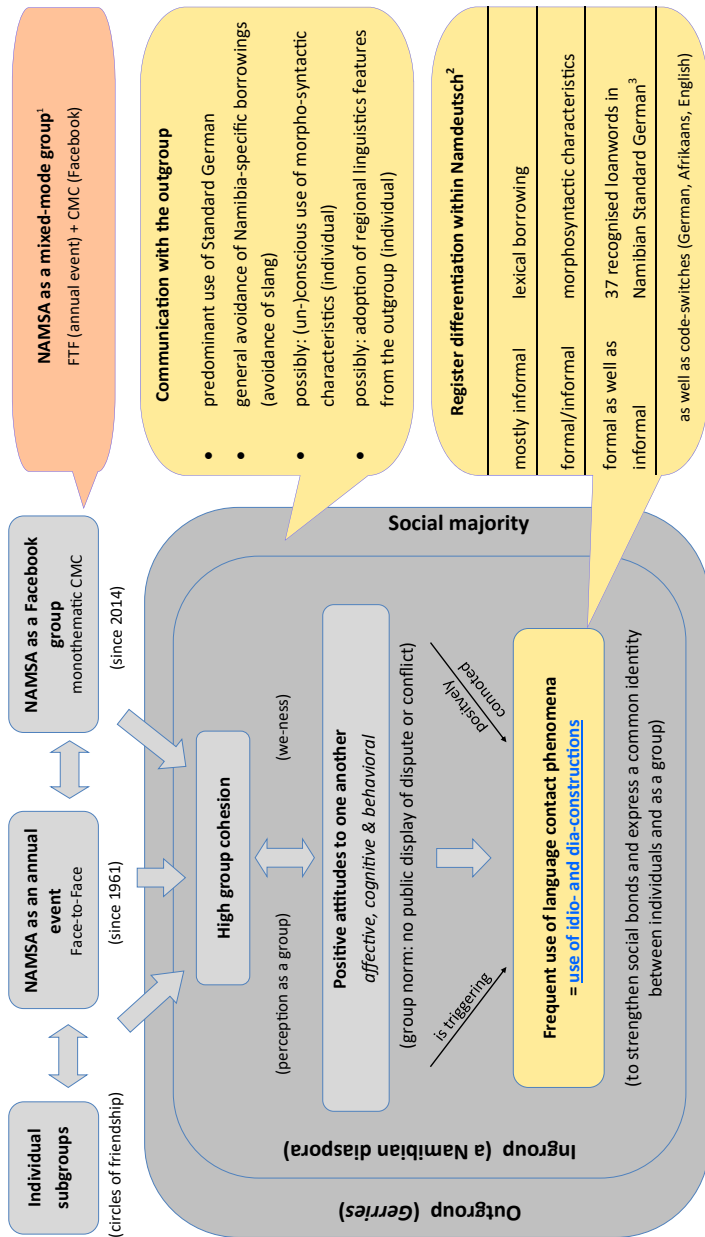 Individual
subgroups
(circles of friendship)
NAMSA as an annual
event
Face-to-Face
(since 1961)
NAMSA as a Facebook
group
monothematic CMC
(since 2014)
NAMSA as a mixed-mode group¹
FTF (annual event) + CMC (Facebook)
Outgroup (Gerries)
Ingroup (a Namibian diaspora)
Social majority
High group cohesion
(perception as a group)
(we-ness)
Positive attitudes to one another
affective, cognitive & behavioral
(group norm: no public display of dispute or conflict)
is triggering
positvely
connoted
Frequent use of language contact phenomena
= use of idio- and dia-constructions
(to strengthen social bonds and express a common identity
between individuals and as a group)
Communication with the outgroup
• predominant use of Standard German
• general avoidance of Namibia-specific borrowings
(avoidance of slang)
• possibly: (un-)conscious use of morpho-syntactic
characteristics (individual)
• possibly: adoption of regional linguistics features
from the outgroup (individual)
Register differentiation within Namdeutsch²
mostly informal lexical borrowing
formal/informal morphosyntactic characteristics
formal as well as 37 recognised loanwords in
informal Namibian Standard German³
as well as code-switches (German, Afrikaans, English)